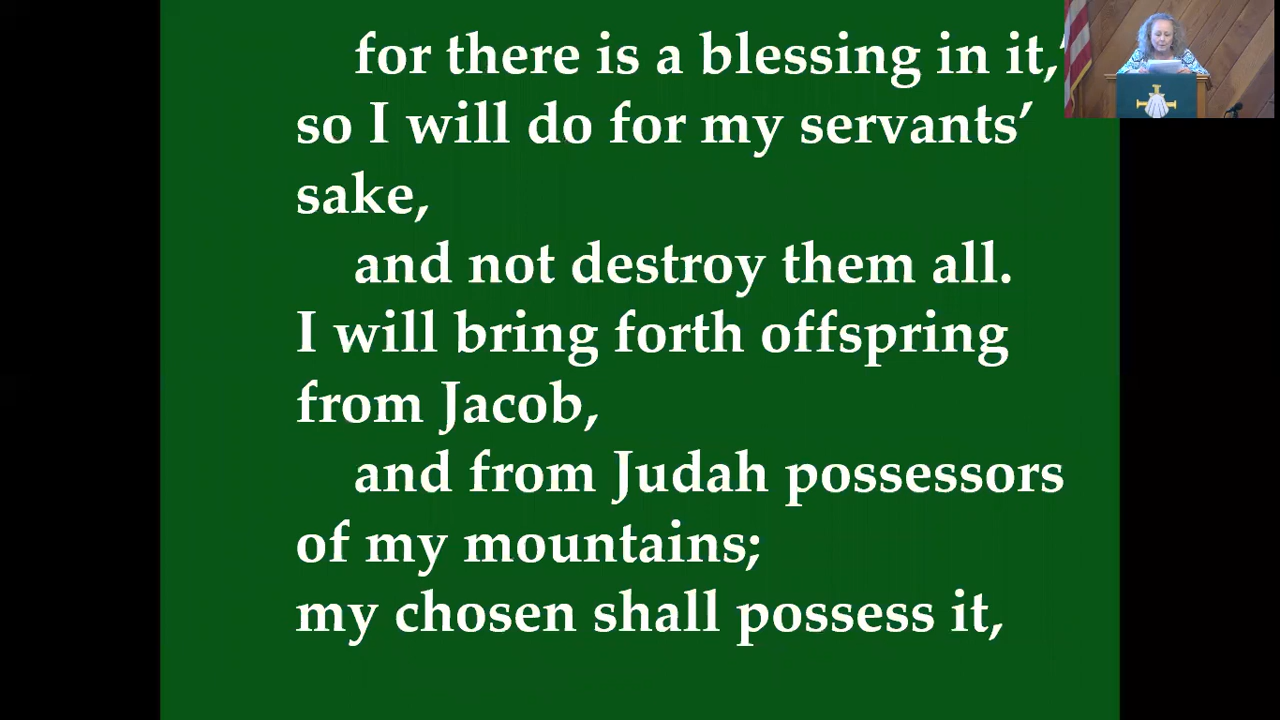 for there is a blessing in it,’
so I will do for my servants’
sake,
and not destroy them all.
I will bring forth offspring
from Jacob,
and from Judah possessors
of my mountains;
my chosen shall possess it,